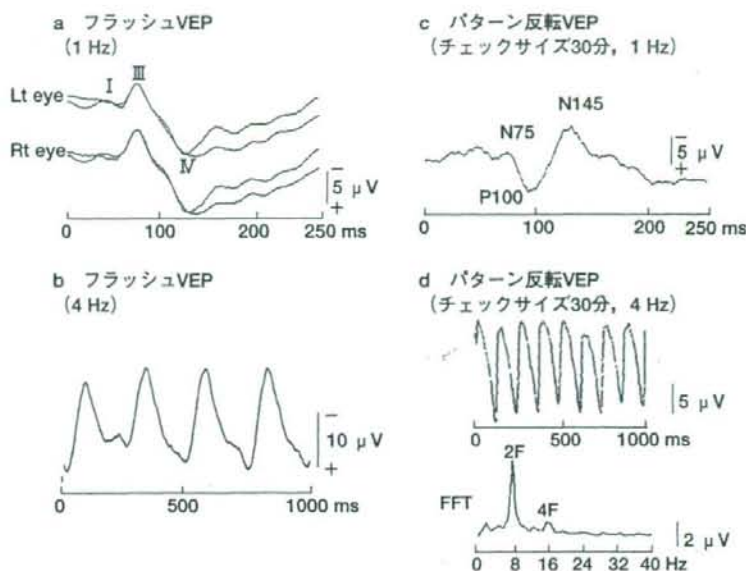 a フラッシュVEP
(1 Hz)
I III
Lt eye
Rt eye
IV
−
5 μV
+
0 100 200 250 ms
b フラッシュVEP
(4 Hz)
−
10 μV
+
0 500 1000 ms
c パターン反転VEP
(チェックサイズ30分，1 Hz)
N145
N75
P100
−
5 μV
+
0 100 200 250 ms
d パターン反転VEP
(チェックサイズ30分，4 Hz)
5 μV
0 500 1000 ms
2F
4F
FFT
2 μV
0 8 16 24 32 40 Hz